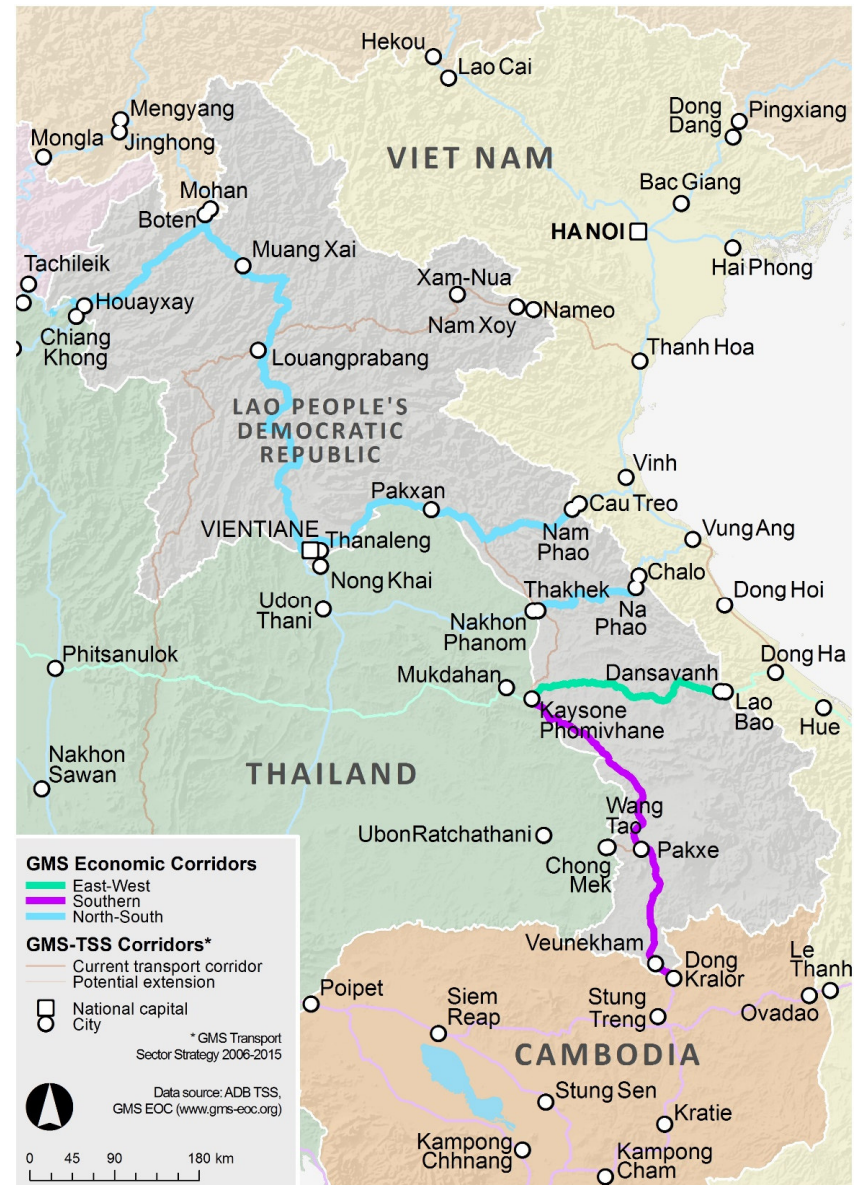 Hekou
Lao Cai
Mengyang
Jinghong
Mongla
Dong
Dang
Pingxiang
VIET NAM
Bac Giang
Mohan
Boten
HANOI
Hai Phong
Muang Xai
Tachileik
Xam-Nua
Houayxay
Nam Xoy
Nameo
Chiang
Khong
Louangprabang
Thanh Hoa
LAO PEOPLE'S
DEMOCRATIC
REPUBLIC
Vinh
Pakxan
Cau Treo
VIENTIANE
Thanaleng
Nam
Phao
Vung Ang
Nong Khai
Chalo
Thakhek
Na
Phao
Udon
Thani
Nakhon
Phanom
Dong Hoi
Phitsanulok
Mukdahan
Dansavanh
Dong Ha
Kaysone
Phomivhane
Lao
Bao
Hue
Nakhon
Sawan
THAILAND
Wang
Tao
Ubon Ratchathani
Chong
Mek
Pakxe
Veunekham
Dong
Kralor
Le
Thanh
Poipet
Siem
Reap
Stung
Treng
Ovadao
CAMBODIA
Stung Sen
Kratie
Kampong
Chhnang
Kampong
Cham
GMS Economic Corridors
East-West
Southern
North-South
GMS-TSS Corridors*
Current transport corridor
Potential extension
National capital
City
* GMS Transport
Sector Strategy 2006-2015
Data source: ADB TSS,
GMS EOC (www.gms-eoc.org)
0 45 90 180 km